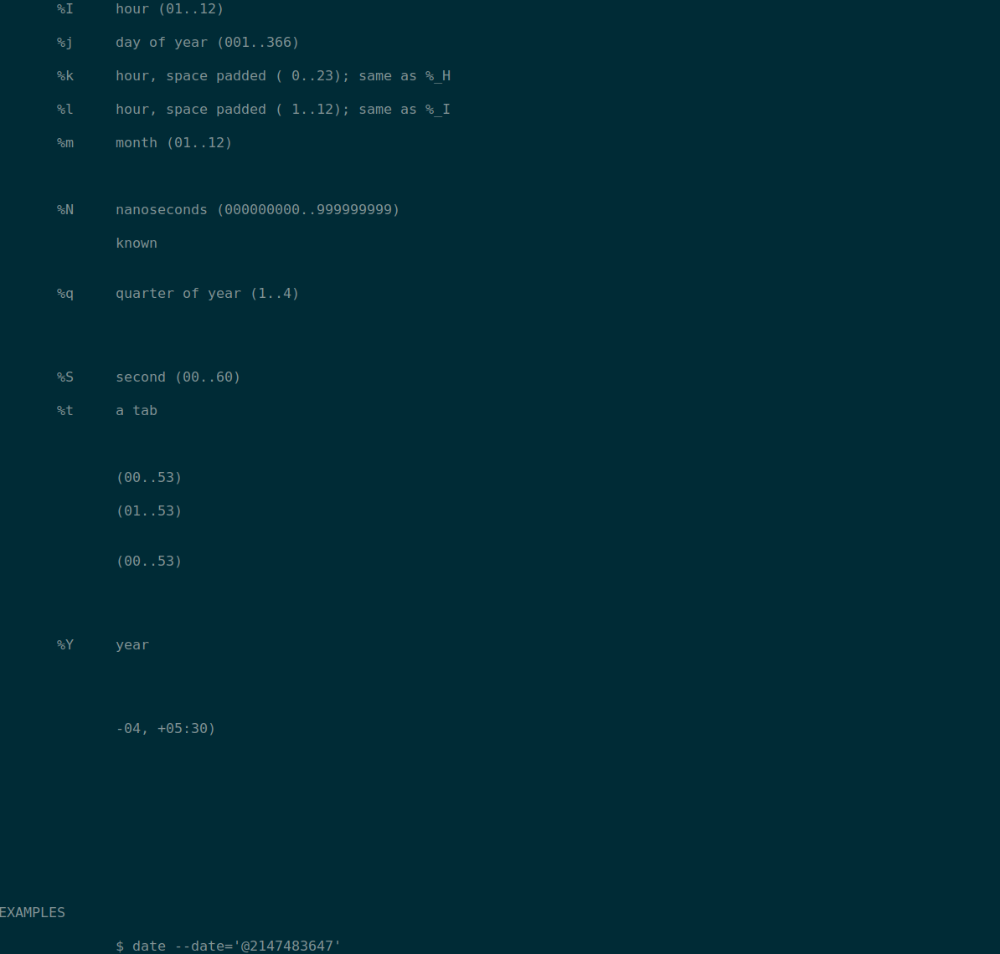 %I hour (01..12)
%j day of year (001..366)
%k hour, space padded ( 0..23); same as %_H
%l hour, space padded ( 1..12); same as %_I
%m month (01..12)
%N nanoseconds (000000000..999999999)
known
%q quarter of year (1..4)
%S second (00..60)
%t a tab
(00..53)
(01..53)
(00..53)
%Y year
-04, +05:30)
EXAMPLES
$ date --date='@2147483647'